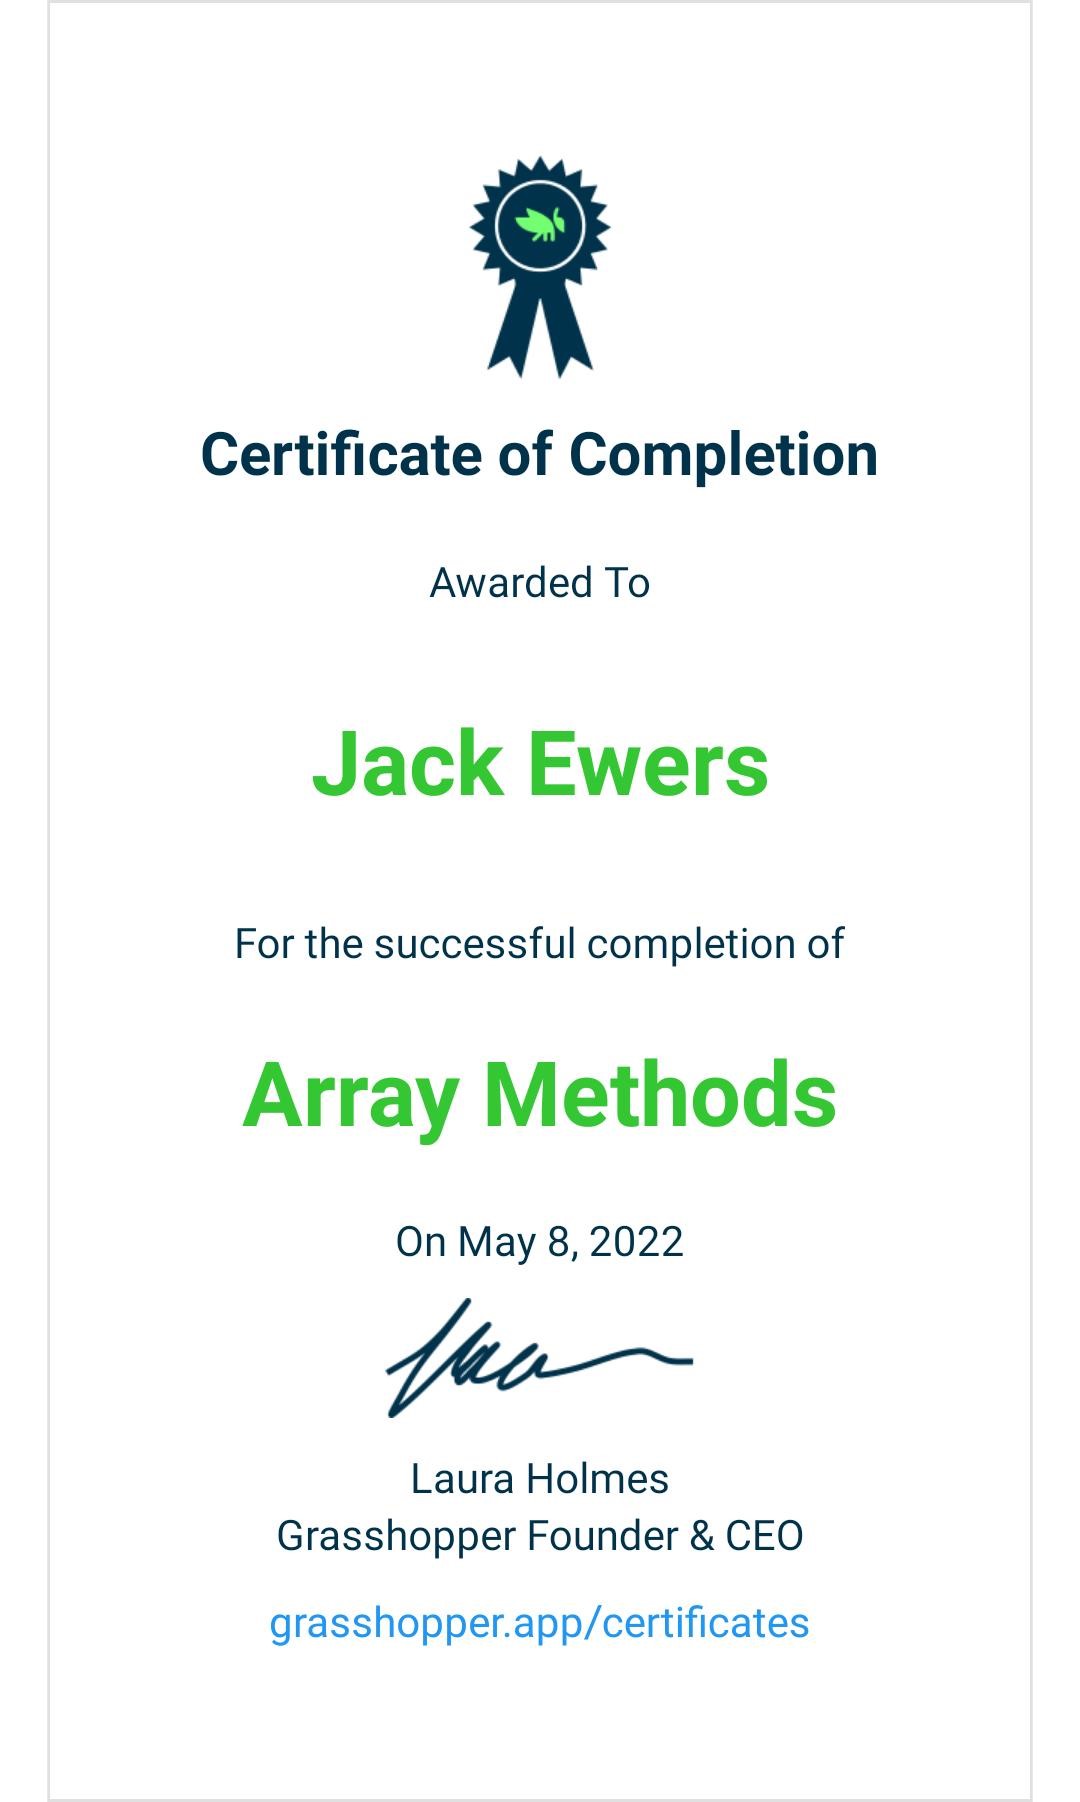 Certificate of Completion
Awarded To
Jack Ewers
For the successful completion of
Array Methods
On May 8, 2022
Laura Holmes
Grasshopper Founder & CEO
grasshopper.app/certificates